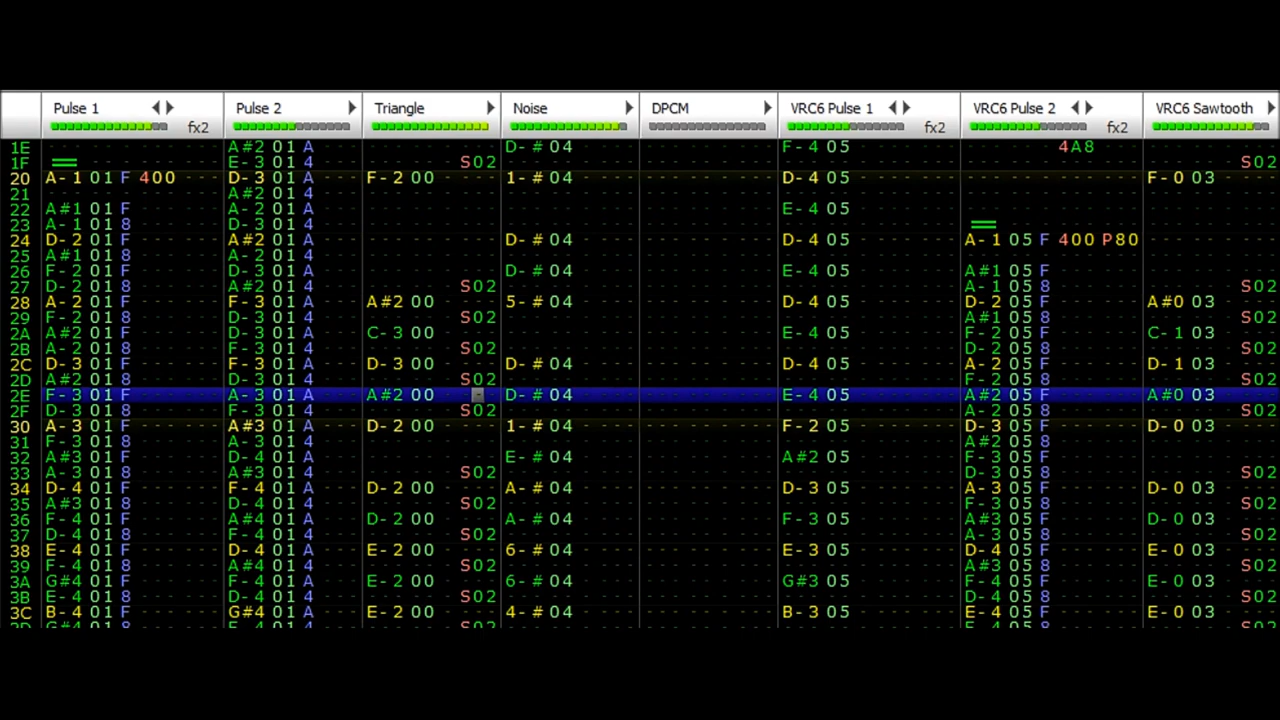 Pulse 1 Pulse 2 Triangle Noise DPCM VRC6 Pulse 1 VRC6 Pulse 2 VRC6 Sawtooth
fx2 fx2 fx2
1E A#2 01 A D-# 04 F-4 05 4A8
1F E-3 01 4 S02 S02
20 A-1 01 F 400 D-3 01 A F-2 00 1-# 04 D-4 05 F-0 03
21 A#2 01 4
22 A#1 01 F A-2 01 A E-4 05
23 A-1 01 8 D-3 01 4
24 D-2 01 F A#2 01 A D-# 04 D-4 05 A-1 05 F 400 P80
25 A#1 01 8 A-2 01 4
26 F-2 01 F D-3 01 A D-# 04 E-4 05 A#1 05 F
27 D-2 01 8 A#2 01 4 S02 A-1 05 8 S02
28 A-2 01 F F-3 01 A A#2 00 5-# 04 D-4 05 D-2 05 F A#0 03
29 F-2 01 8 D-3 01 4 S02 A#1 05 8 S02
2A A#2 01 F D-3 01 A C-3 00 E-4 05 F-2 05 F C-1 03
2B A-2 01 8 F-3 01 4 S02 D-2 05 8 S02
2C D-3 01 F F-3 01 A D-3 00 D-# 04 D-4 05 A-2 05 F D-1 03
2D A#2 01 8 D-3 01 4 S02 F-2 05 8 S02
2E F-3 01 F A-3 01 A A#2 00 - D-# 04 E-4 05 A#2 05 F A#0 03
2F D-3 01 8 F-3 01 4 S02 A-2 05 8 S02
30 A-3 01 F A#3 01 A D-2 00 1-# 04 F-2 05 D-3 05 F D-0 03
31 F-3 01 8 A-3 01 4 A#2 05 8
32 A#3 01 F D-4 01 A E-# 04 A#2 05 F-3 05 F
33 A-3 01 8 A#3 01 4 S02 D-3 05 8 S02
34 D-4 01 F F-4 01 A D-2 00 A-# 04 D-3 05 A-3 05 F D-0 03
35 A#3 01 8 D-4 01 4 S02 F-3 05 8 S02
36 F-4 01 F A#4 01 A D-2 00 A-# 04 F-3 05 A#3 05 F D-0 03
37 D-4 01 8 F-4 01 4 S02 A-3 05 8 S02
38 E-4 01 F D-4 01 A E-2 00 6-# 04 E-3 05 D-4 05 F E-0 03
39 F-4 01 8 A#4 01 4 S02 A#3 05 8 S02
3A G#4 01 F F-4 01 A E-2 00 6-# 04 G#3 05 F-4 05 F E-0 03
3B E-4 01 8 D-4 01 4 S02 D-4 05 8 S02
3C B-4 01 F G#4 01 A E-2 00 4-# 04 B-3 05 E-4 05 F E-0 03